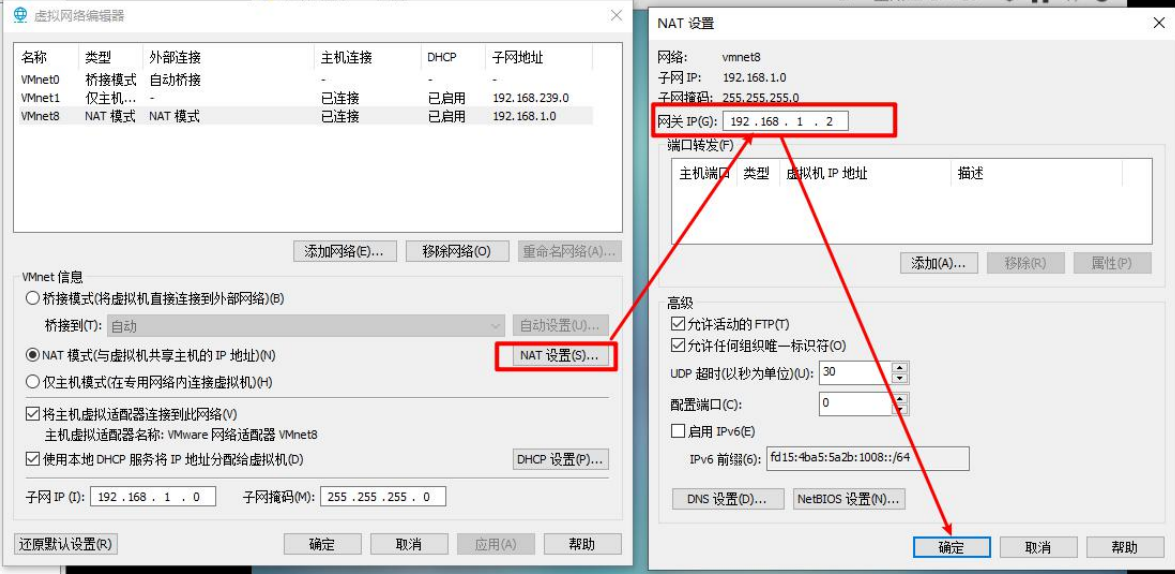 虚拟网络编辑器
名称 类型 外部连接 主机连接 DHCP 子网地址
VMnet0 桥接模式 自动桥接 - - -
VMnet1 仅主机... - 已连接 已启用 192.168.239.0
VMnet8 NAT 模式 NAT 模式 已连接 已启用 192.168.1.0
添加网络(E)... 移除网络(O) 重命名网络(A)...
VMnet 信息
桥接模式(将虚拟机直接连接到外部网络)(B)
桥接到(T): 自动 自动设置(U)...
NAT 模式(与虚拟机共享主机的 IP 地址)(N) NAT 设置(S)...
仅主机模式(在专用网络内连接虚拟机)(H)
将主机虚拟适配器连接到此网络(V)
主机虚拟适配器名称: VMware 网络适配器 VMnet8
使用本地 DHCP 服务将 IP 地址分配给虚拟机(D) DHCP 设置(P)...
子网 IP (I): 192 . 168 . 1 . 0 子网掩码(M): 255 . 255 . 255 . 0
还原默认设置(R) 确定 取消 应用(A) 帮助
NAT 设置
网络: vmnet8
子网 IP: 192.168.1.0
子网掩码: 255.255.255.0
网关 IP(G): 192 . 168 . 1 . 2
端口转发(F)
主机端口 类型 虚拟机 IP 地址 描述
添加(A)... 移除(R) 属性(P)
高级
允许活动的 FTP(T)
允许任何组织唯一标识符(O)
UDP 超时(以秒为单位)(U): 30
配置端口(C): 0
启用 IPv6(E)
IPv6 前缀(6): fd15:4ba5:5a2b:1008::/64
DNS 设置(D)... NetBIOS 设置(N)...
确定 取消 帮助